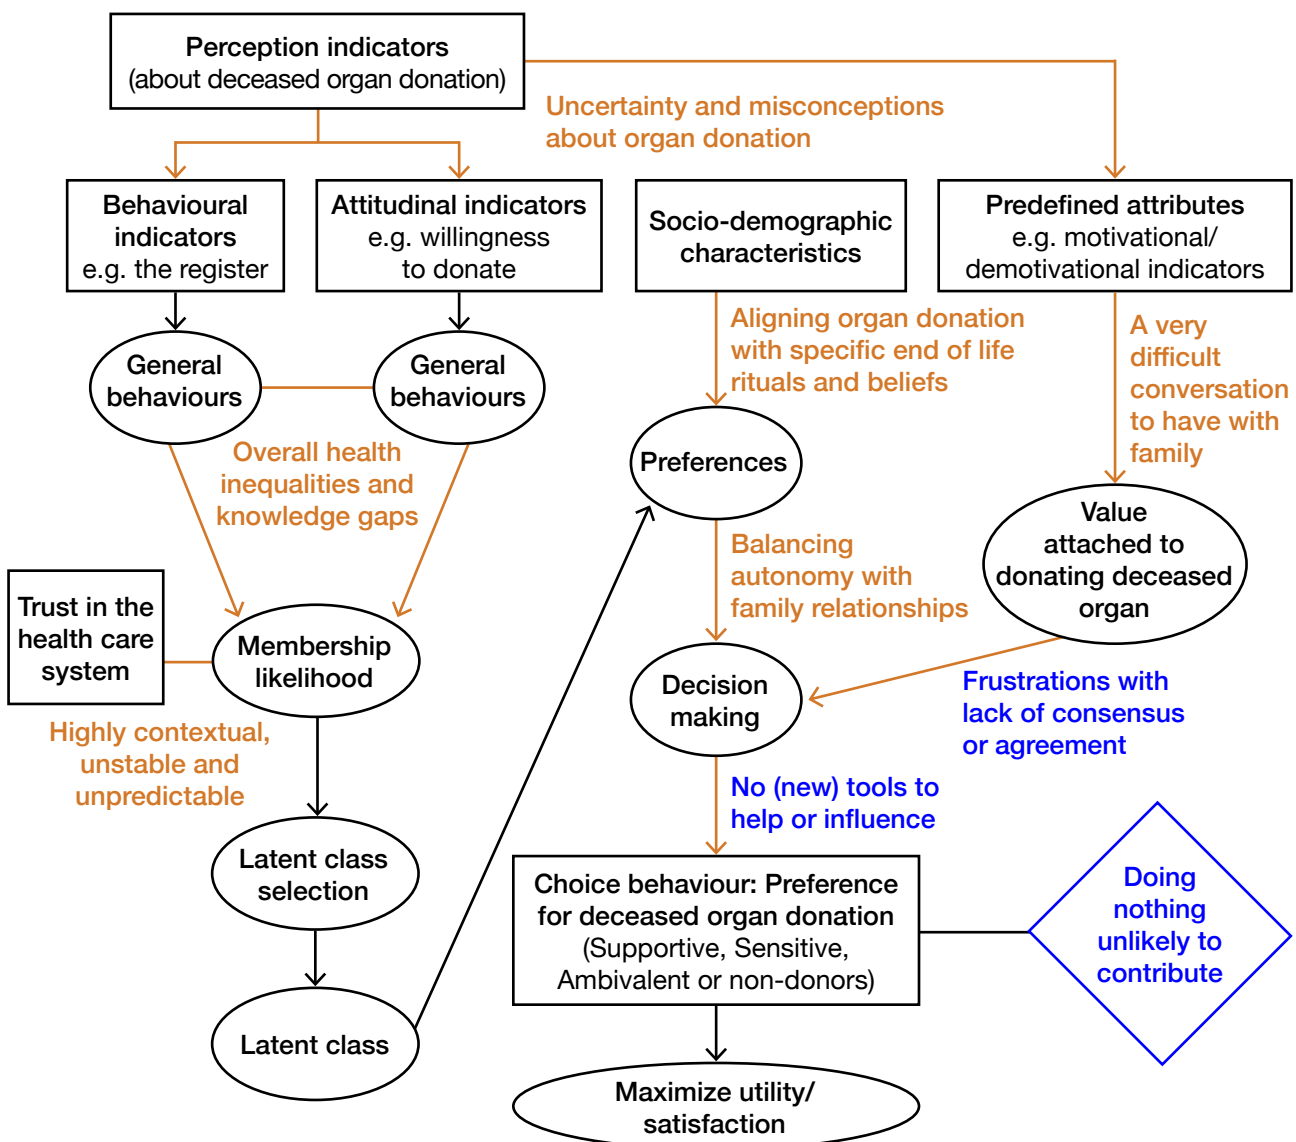 Perception indicators
(about deceased organ donation)
Uncertainty and misconceptions
about organ donation
Behavioural
indicators
e.g. the register
Attitudinal indicators
e.g. willingness
to donate
Socio-demographic
characteristics
Predefined attributes
e.g. motivational/
demotivational indicators
General
behaviours
General
behaviours
Aligning organ donation
with specific end of life
rituals and beliefs
A very
difficult
conversation
to have with
family
Overall health
inequalities and
knowledge gaps
Preferences
Value
attached to
donating deceased
organ
Balancing
autonomy with
family relationships
Trust in the
health care
system
Membership
likelihood
Decision
making
Frustrations with
lack of consensus
or agreement
Highly contextual,
unstable and
unpredictable
No (new) tools to
help or influence
Latent class
selection
Choice behaviour: Preference
for deceased organ donation
(Supportive, Sensitive,
Ambivalent or non-donors)
Doing
nothing
unlikely to
contribute
Latent class
Maximize utility/
satisfaction